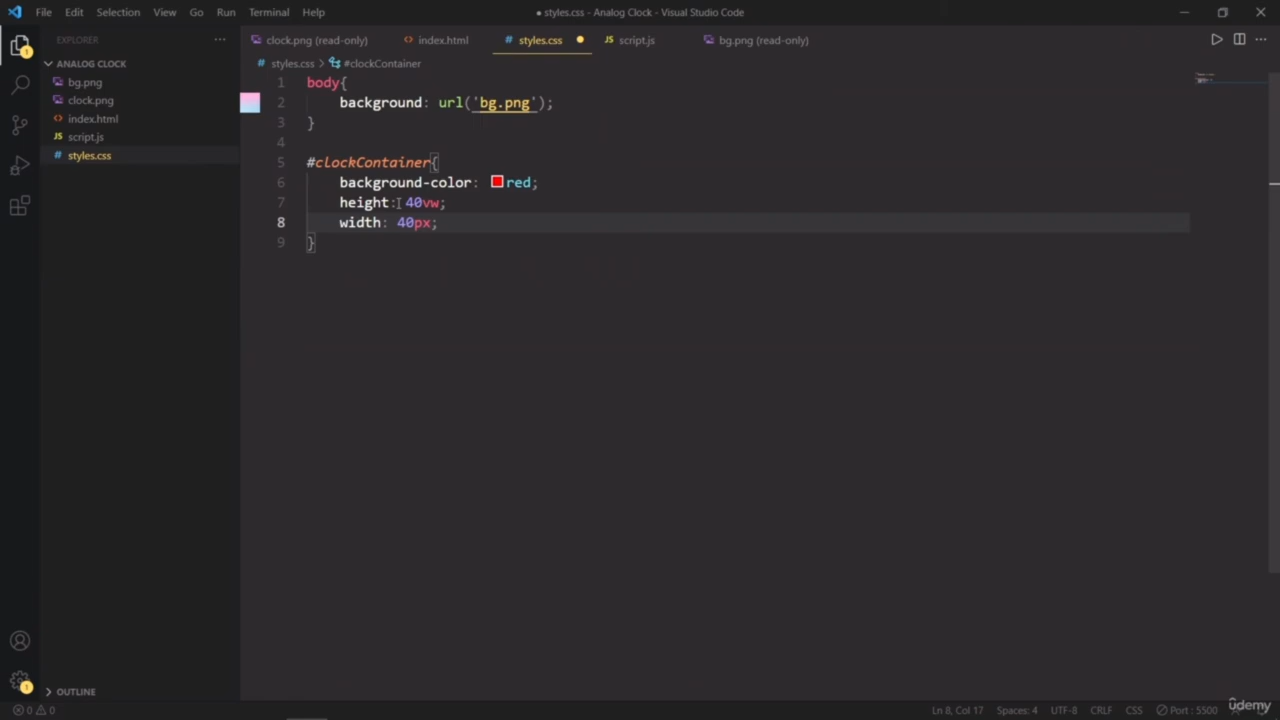 File Edit Selection View Go Run Terminal Help
● styles.css - Analog Clock - Visual Studio Code
EXPLORER ···
clock.png (read-only) index.html styles.css script.js bg.png (read-only)
ANALOG CLOCK
styles.css > #clockContainer
bg.png
clock.png
index.html
script.js
styles.css
1 body{
2 background: url('bg.png');
3 }
4
5 #clockContainer{
6 background-color: red;
7 height: 40vw;
8 width: 40px;
9 }
1
1
OUTLINE
0 0
Ln 8, Col 17 Spaces: 4 UTF-8 CRLF CSS Port : 5500
udemy